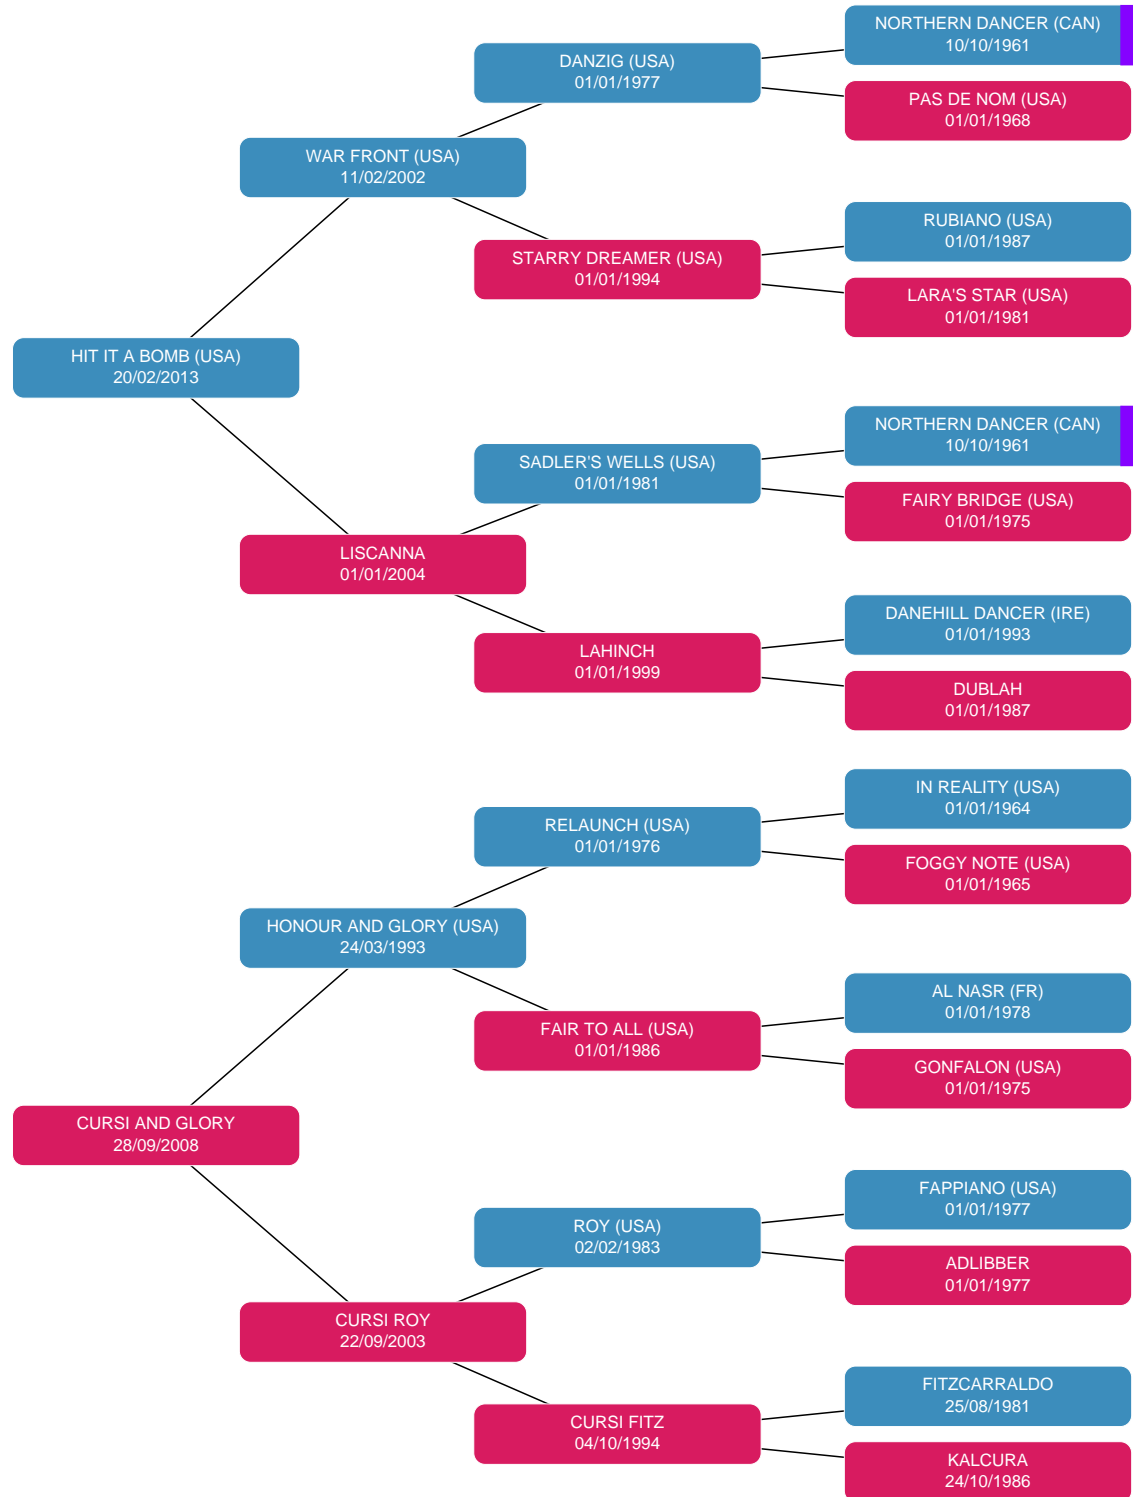 NORTHERN DANCER (CAN)
10/10/1961
DANZIG (USA)
01/01/1977
PAS DE NOM (USA)
01/01/1968
WAR FRONT (USA)
11/02/2002
RUBIANO (USA)
01/01/1987
STARRY DREAMER (USA)
01/01/1994
LARA'S STAR (USA)
01/01/1981
HIT IT A BOMB (USA)
20/02/2013
NORTHERN DANCER (CAN)
10/10/1961
SADLER'S WELLS (USA)
01/01/1981
FAIRY BRIDGE (USA)
01/01/1975
LISCANNA
01/01/2004
DANEHILL DANCER (IRE)
01/01/1993
LAHINCH
01/01/1999
DUBLAH
01/01/1987
IN REALITY (USA)
01/01/1964
RELAUNCH (USA)
01/01/1976
FOGGY NOTE (USA)
01/01/1965
HONOUR AND GLORY (USA)
24/03/1993
AL NASR (FR)
01/01/1978
FAIR TO ALL (USA)
01/01/1986
GONFALON (USA)
01/01/1975
CURSI AND GLORY
28/09/2008
FAPPIANO (USA)
01/01/1977
ROY (USA)
02/02/1983
ADLIBBER
01/01/1977
CURSI ROY
22/09/2003
FITZCARRALDO
25/08/1981
CURSI FITZ
04/10/1994
KALCURA
24/10/1986